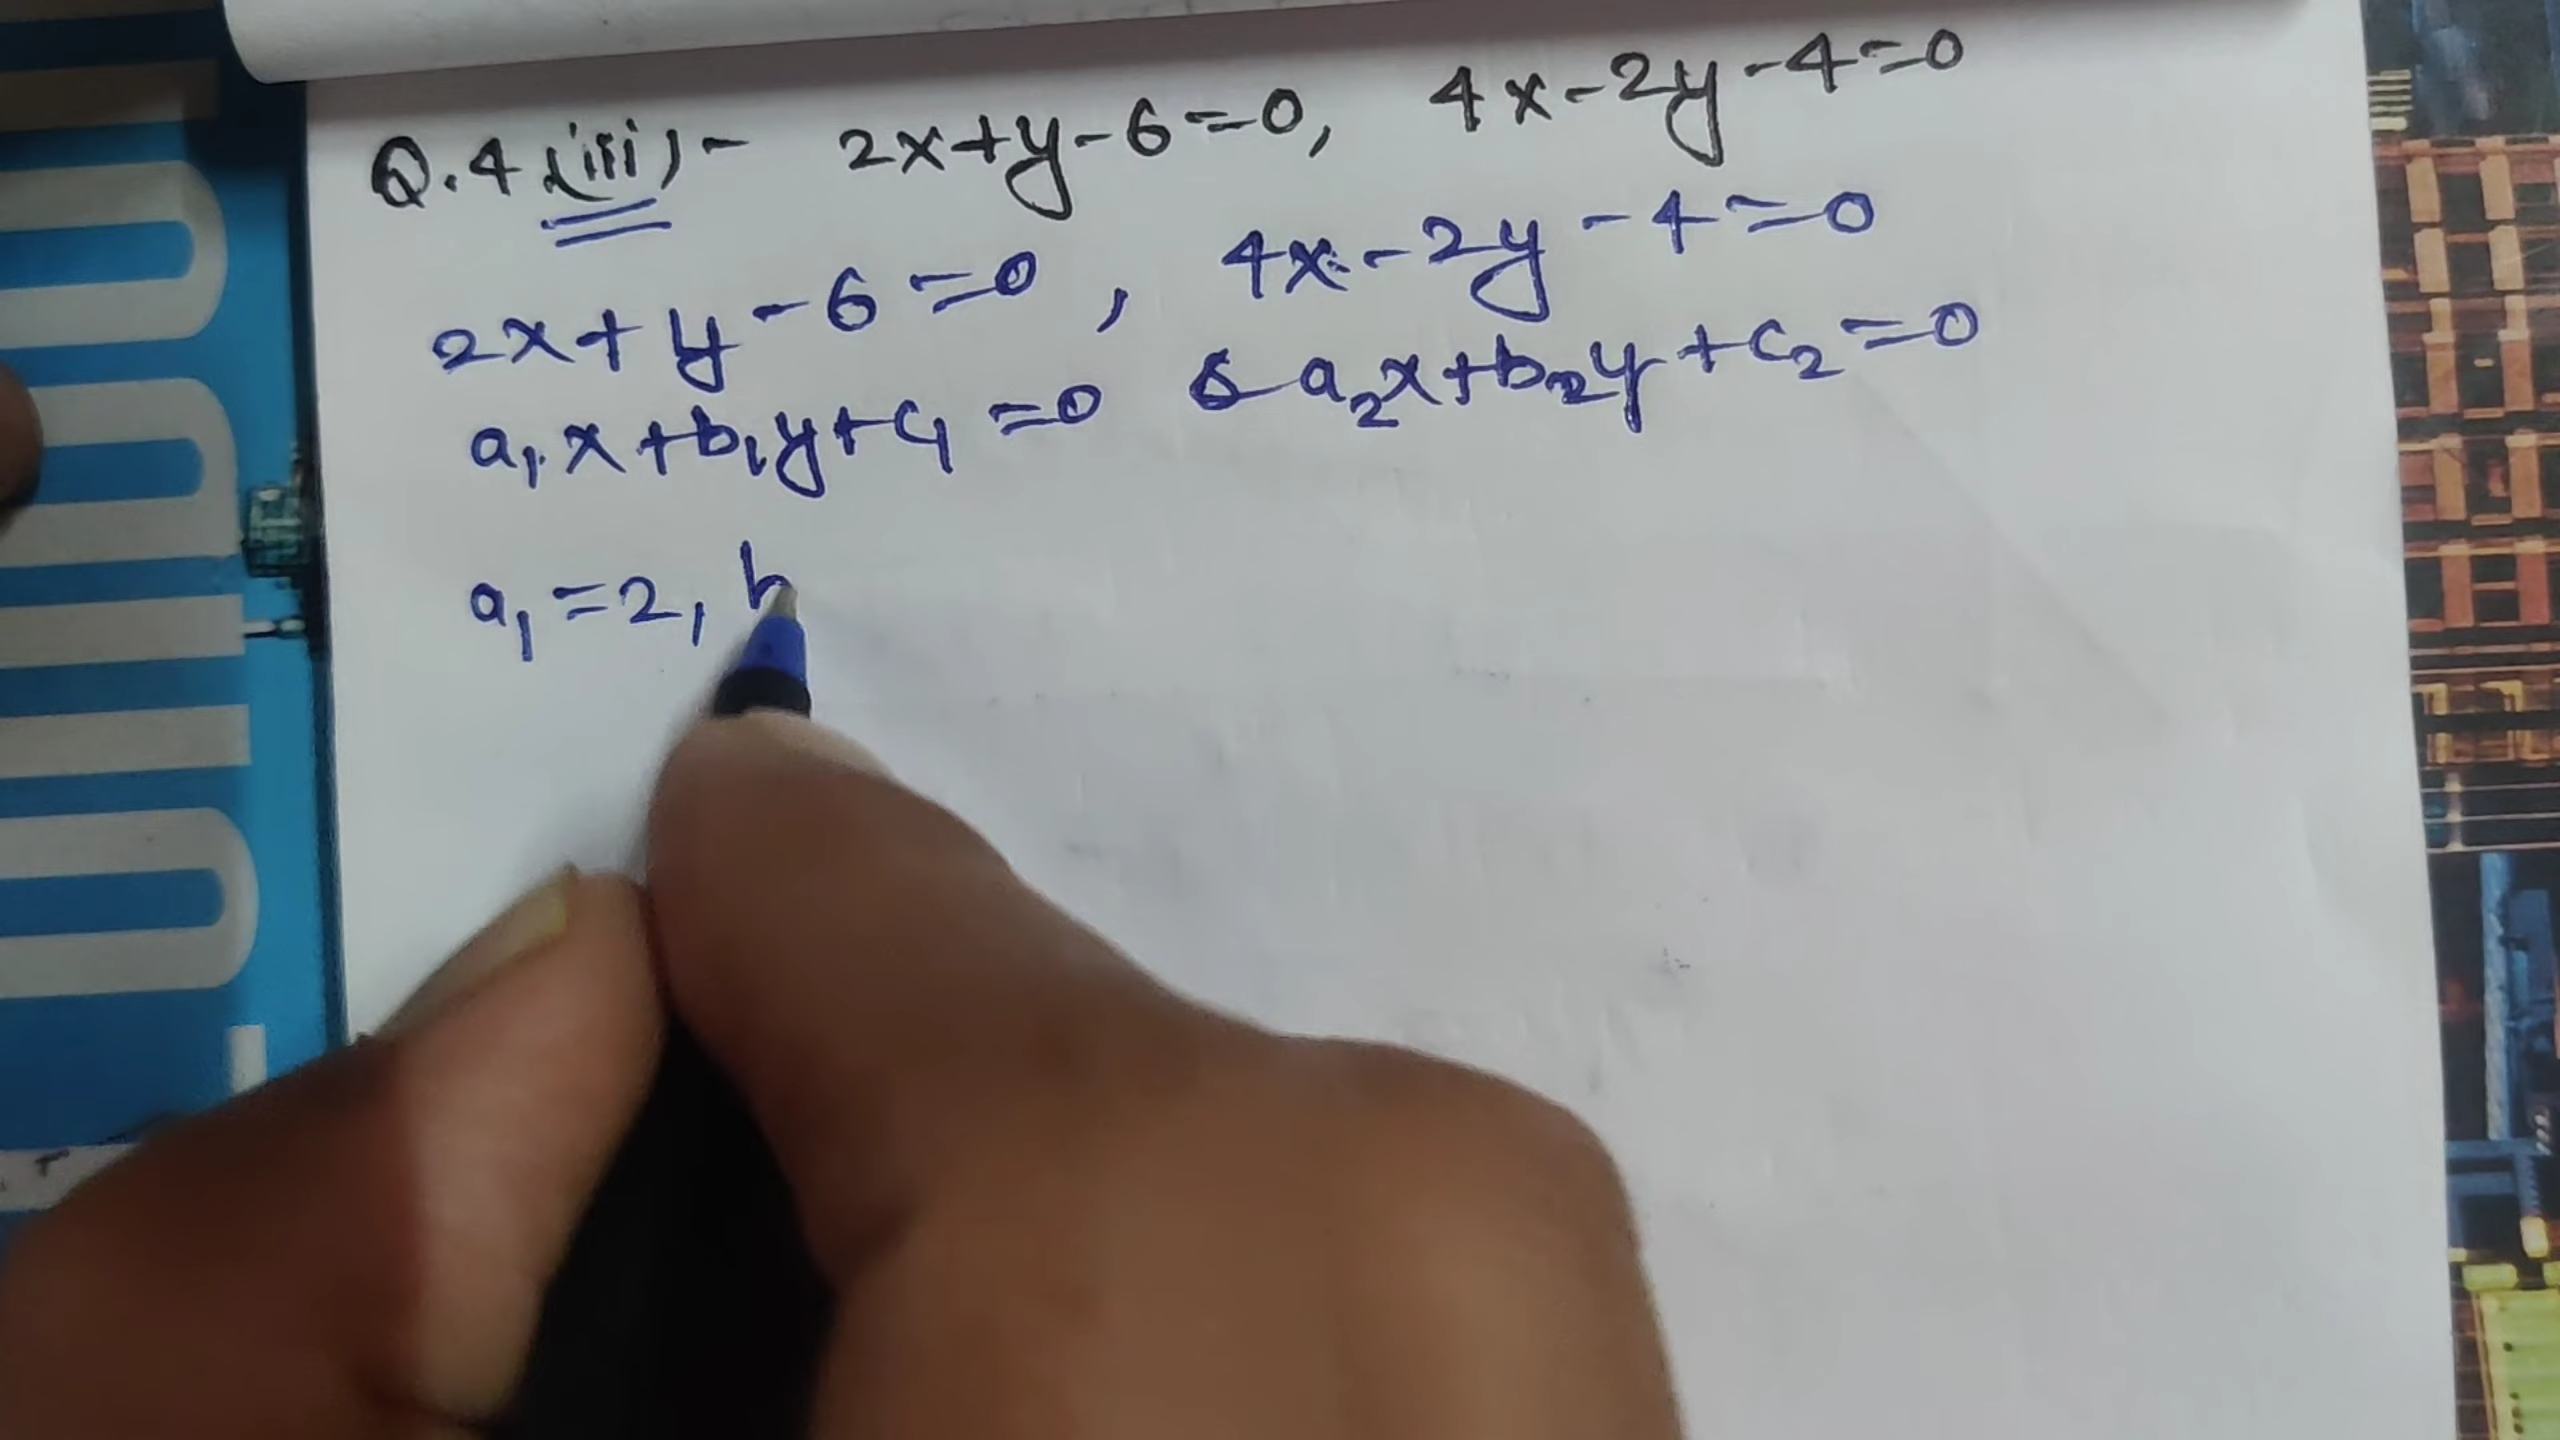 Q.4 (iii) - 2x+y-6=0, 4x-2y-4=0
2x+y-6=0, 4x-2y-4=0
a₁x+b₁y+c₁=0 & a₂x+b₂y+c₂=0
a₁=2, b